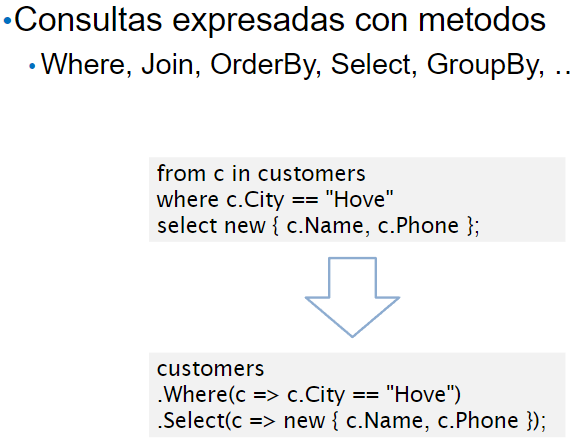 •Consultas expresadas con metodos
•Where, Join, OrderBy, Select, GroupBy, ..
from c in customers
where c.City == "Hove"
select new { c.Name, c.Phone };
customers
.Where(c => c.City == "Hove")
.Select(c => new { c.Name, c.Phone });